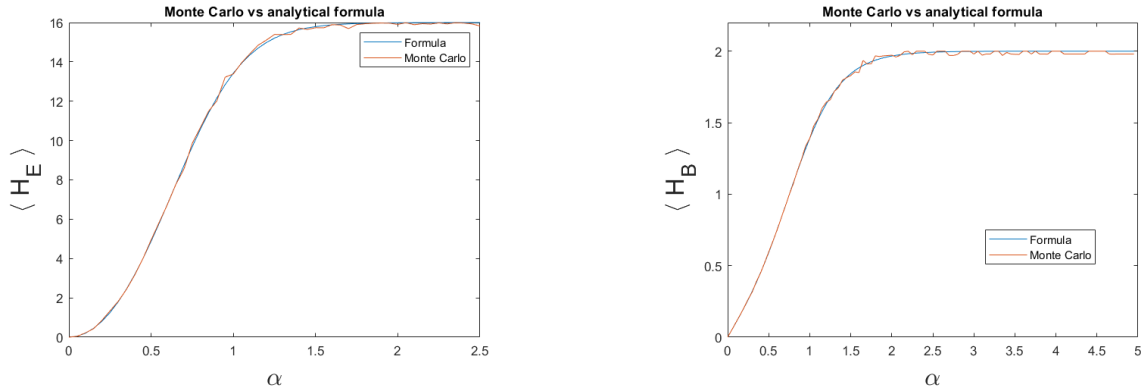 Monte Carlo vs analytical formula
⟨ H_E ⟩
16
14
12
10
8
6
4
2
0
Formula
Monte Carlo
0 0.5 1 1.5 2 2.5
α
Monte Carlo vs analytical formula
⟨ H_B ⟩
2
1.5
1
0.5
0
Formula
Monte Carlo
0 0.5 1 1.5 2 2.5 3 3.5 4 4.5 5
α